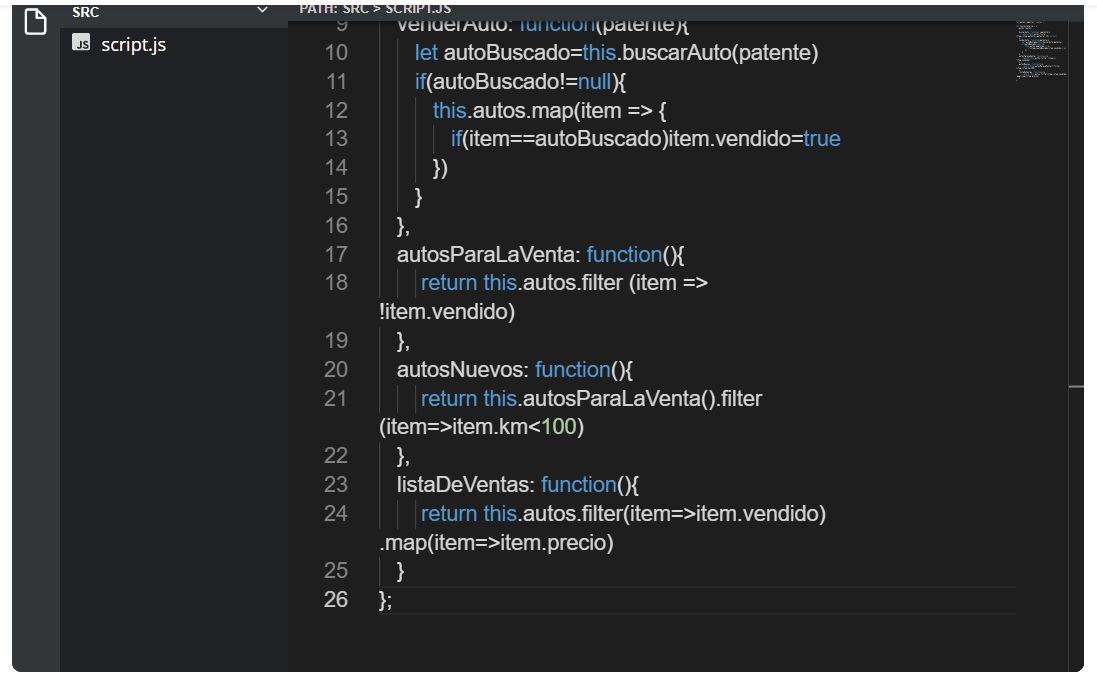 SRC
PATH: SRC > SCRIPT.JS
JS script.js
9 venderAuto: function(patente){
10 let autoBuscado=this.buscarAuto(patente)
11 if(autoBuscado!=null){
12 this.autos.map(item => {
13 if(item==autoBuscado)item.vendido=true
14 })
15 }
16 },
17 autosParaLaVenta: function(){
18 return this.autos.filter (item =>
!item.vendido)
19 },
20 autosNuevos: function(){
21 return this.autosParaLaVenta().filter
(item=>item.km<100)
22 },
23 listaDeVentas: function(){
24 return this.autos.filter(item=>item.vendido)
.map(item=>item.precio)
25 }
26 };